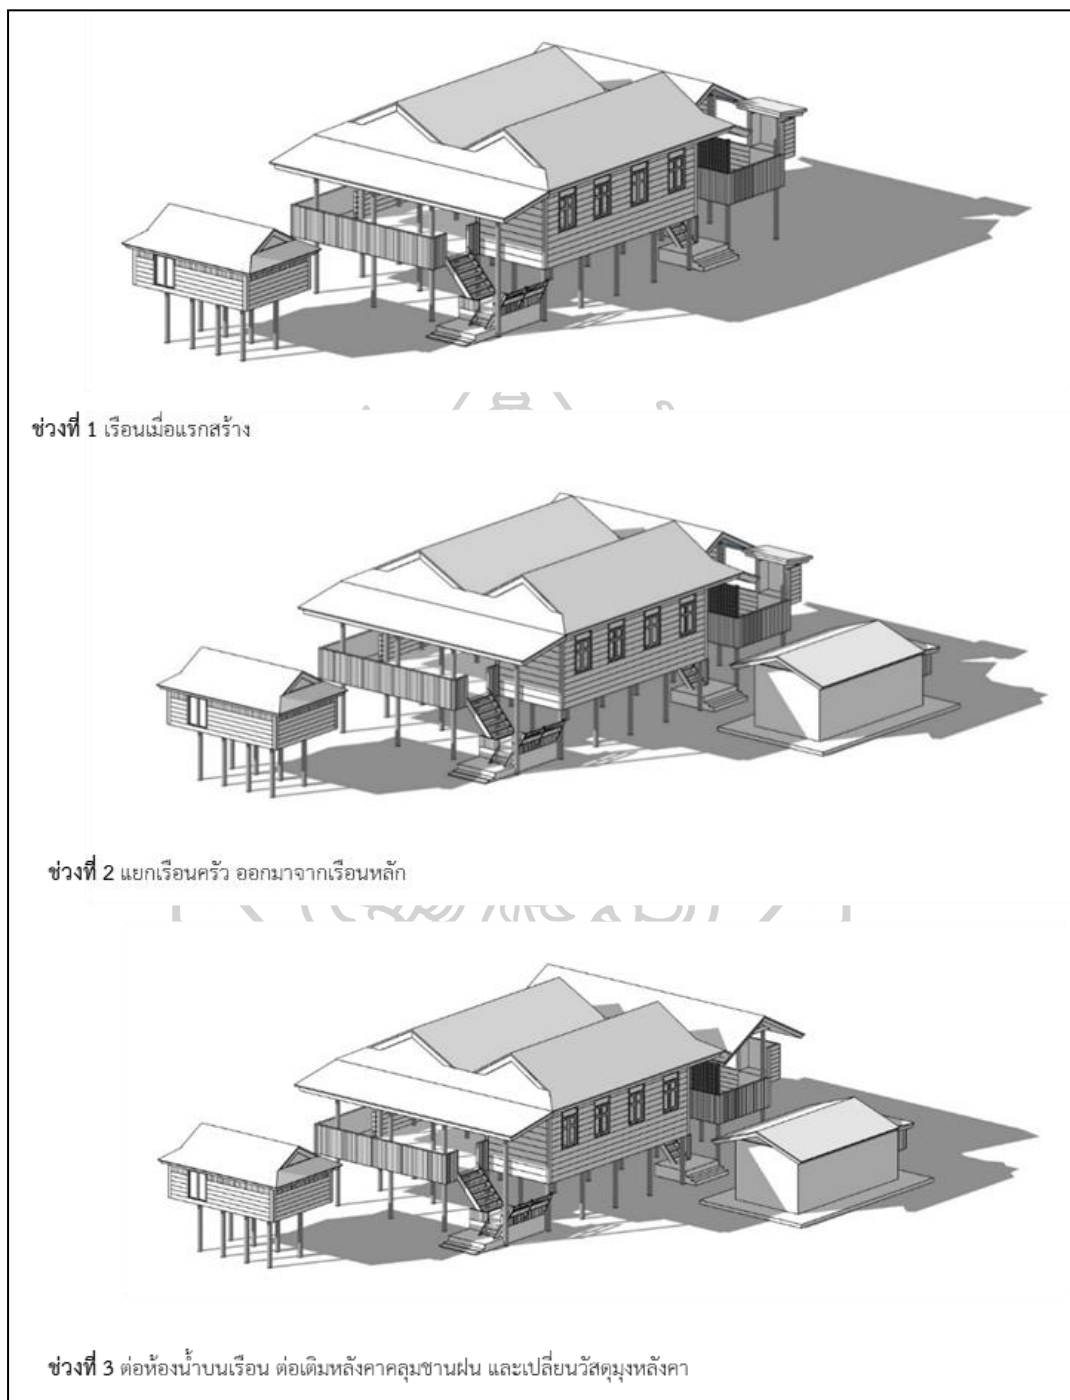 ช่วงที่ 1 เรือนเมื่อแรกสร้าง
ช่วงที่ 2 แยกเรือนครัว ออกมาจากเรือนหลัก
ช่วงที่ 3 ต่อห้องน้ำบนเรือน ต่อเติมหลังคาคลุมชานฝน และเปลี่ยนวัสดุมุงหลังคา